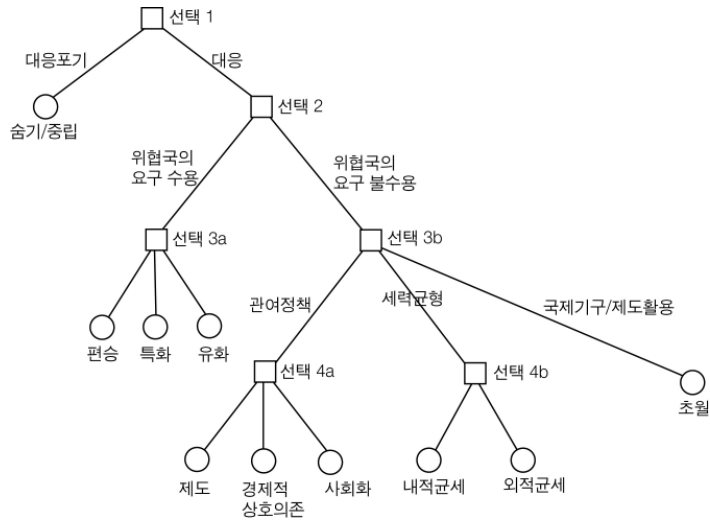 선택 1
대응포기
대응
숨기/중립
선택 2
위협국의
요구 수용
위협국의
요구 불수용
선택 3a
선택 3b
편승
특화
유화
관여정책
세력균형
국제기구/제도활용
선택 4a
선택 4b
초월
제도
경제적
상호의존
사회화
내적균세
외적균세